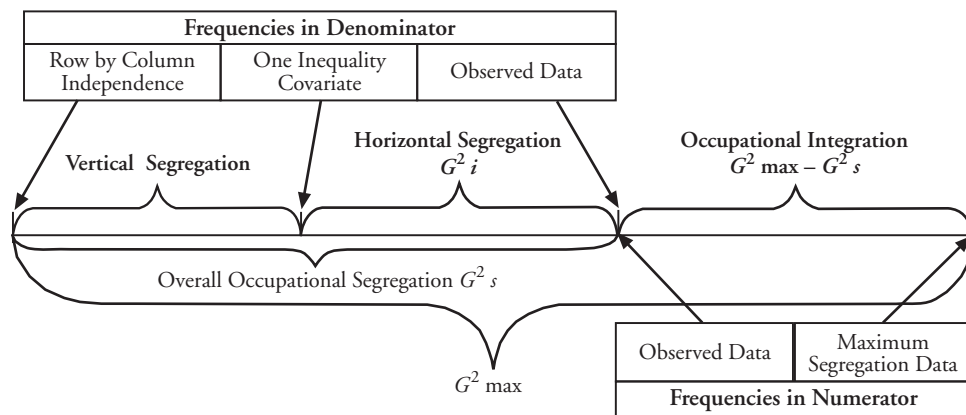 Frequencies in Denominator
Row by Column
Independence
One Inequality
Covariate
Observed Data
Vertical Segregation
Horizontal Segregation
G² i
Occupational Integration
G² max – G² s
Overall Occupational Segregation G² s
G² max
Observed Data
Maximum
Segregation Data
Frequencies in Numerator